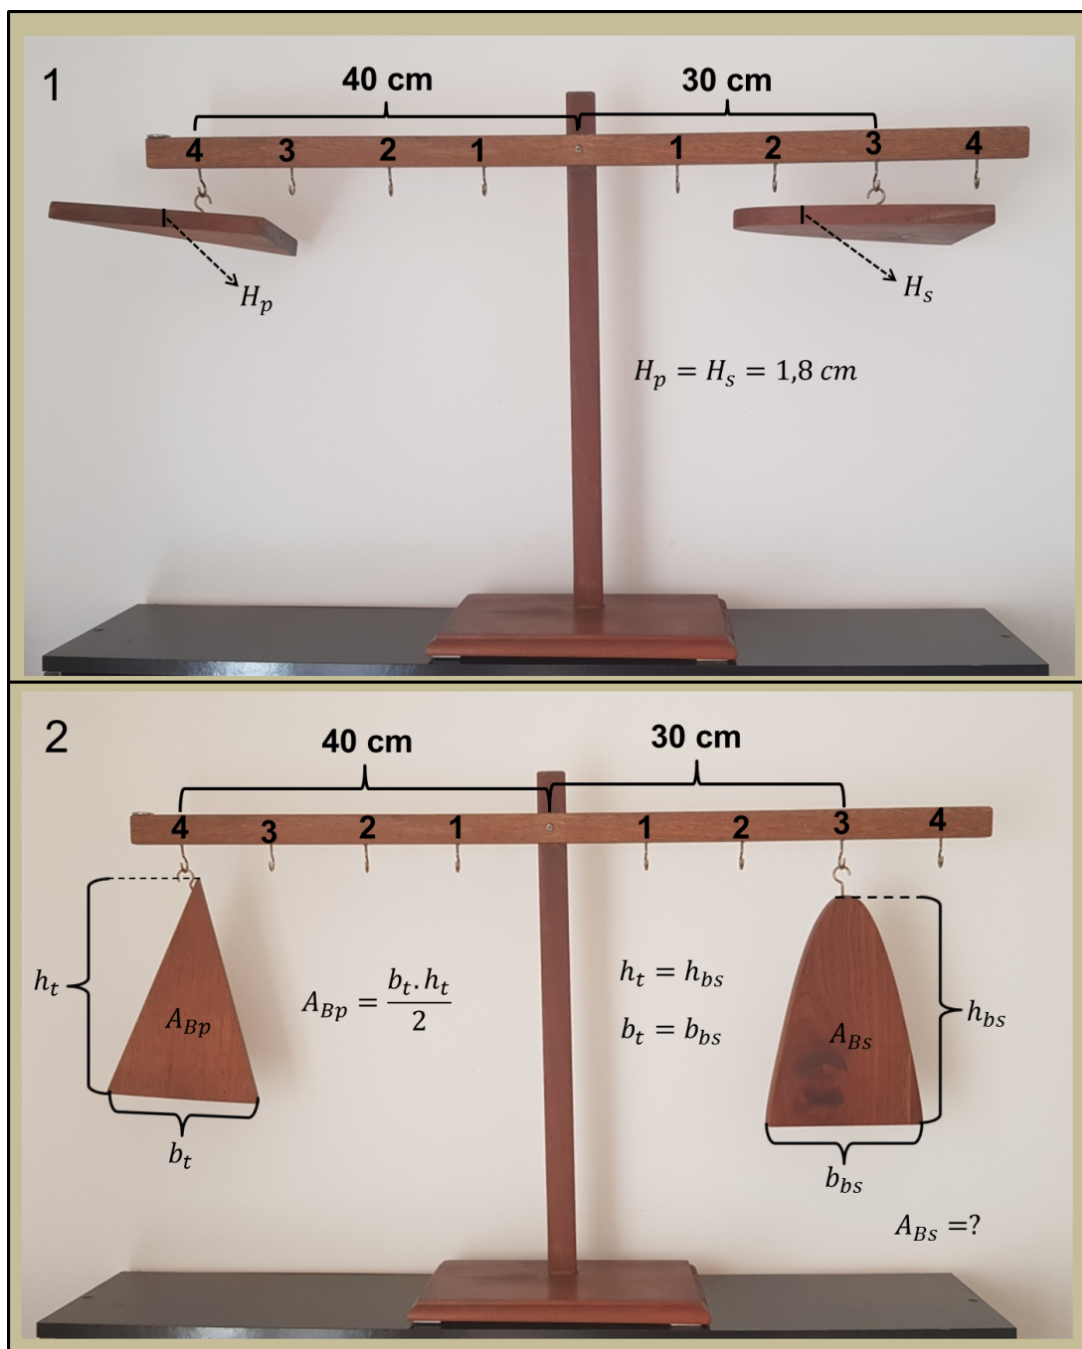 1
40 cm 30 cm
4 3 2 1 1 2 3 4
H_p H_s
H_p = H_s = 1,8 cm
2
40 cm 30 cm
4 3 2 1 1 2 3 4
h_t = h_bs
h_t A_Bp A_Bp = b_t . h_t / 2 b_t = b_bs A_Bs h_bs
b_t b_bs
A_Bs =?